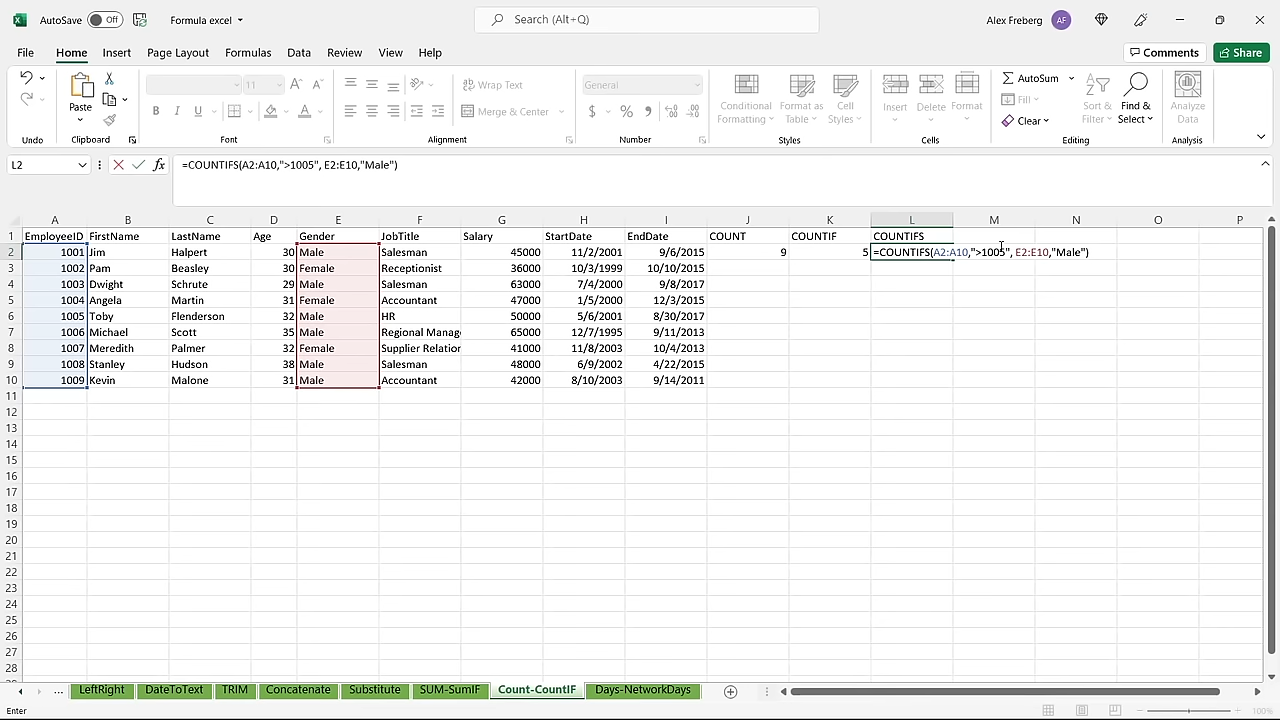 AutoSave Off Formula excel Search (Alt+Q) Alex Freberg AF
File Home Insert Page Layout Formulas Data Review View Help Comments Share
Paste 11 Wrap Text General Conditional Formatting Format Table Cell Styles Insert Delete Format AutoSum Sort & Filter Find & Select Analyze Data
B I U Merge & Center $ % Fill
Clear
Undo Clipboard Font Alignment Number Styles Cells Editing Analysis
L2 fx =COUNTIFS(A2:A10,">1005", E2:E10,"Male")
A B C D E F G H I J K L M N O P
1 EmployeeID FirstName LastName Age Gender JobTitle Salary StartDate EndDate COUNT COUNTIF COUNTIFS
2 1001 Jim Halpert 30 Male Salesman 45000 11/2/2001 9/6/2015 9 5 =COUNTIFS(A2:A10,">1005", E2:E10,"Male")
3 1002 Pam Beasley 30 Female Receptionist 36000 10/3/1999 10/10/2015
4 1003 Dwight Schrute 29 Male Salesman 63000 7/4/2000 9/8/2017
5 1004 Angela Martin 31 Female Accountant 47000 1/5/2000 12/3/2015
6 1005 Toby Flenderson 32 Male HR 50000 5/6/2001 8/30/2017
7 1006 Michael Scott 35 Male Regional Manag 65000 12/7/1995 9/11/2013
8 1007 Meredith Palmer 32 Female Supplier Relation 41000 11/8/2003 10/4/2013
9 1008 Stanley Hudson 38 Male Salesman 48000 6/9/2002 4/22/2015
10 1009 Kevin Malone 31 Male Accountant 42000 8/10/2003 9/14/2011
11
12
13
14
15
16
17
18
19
20
21
22
23
24
25
26
27
28
... LeftRight DateToText TRIM Concatenate Substitute SUM-SumIF Count-CountIF Days-NetworkDays
Enter 100%